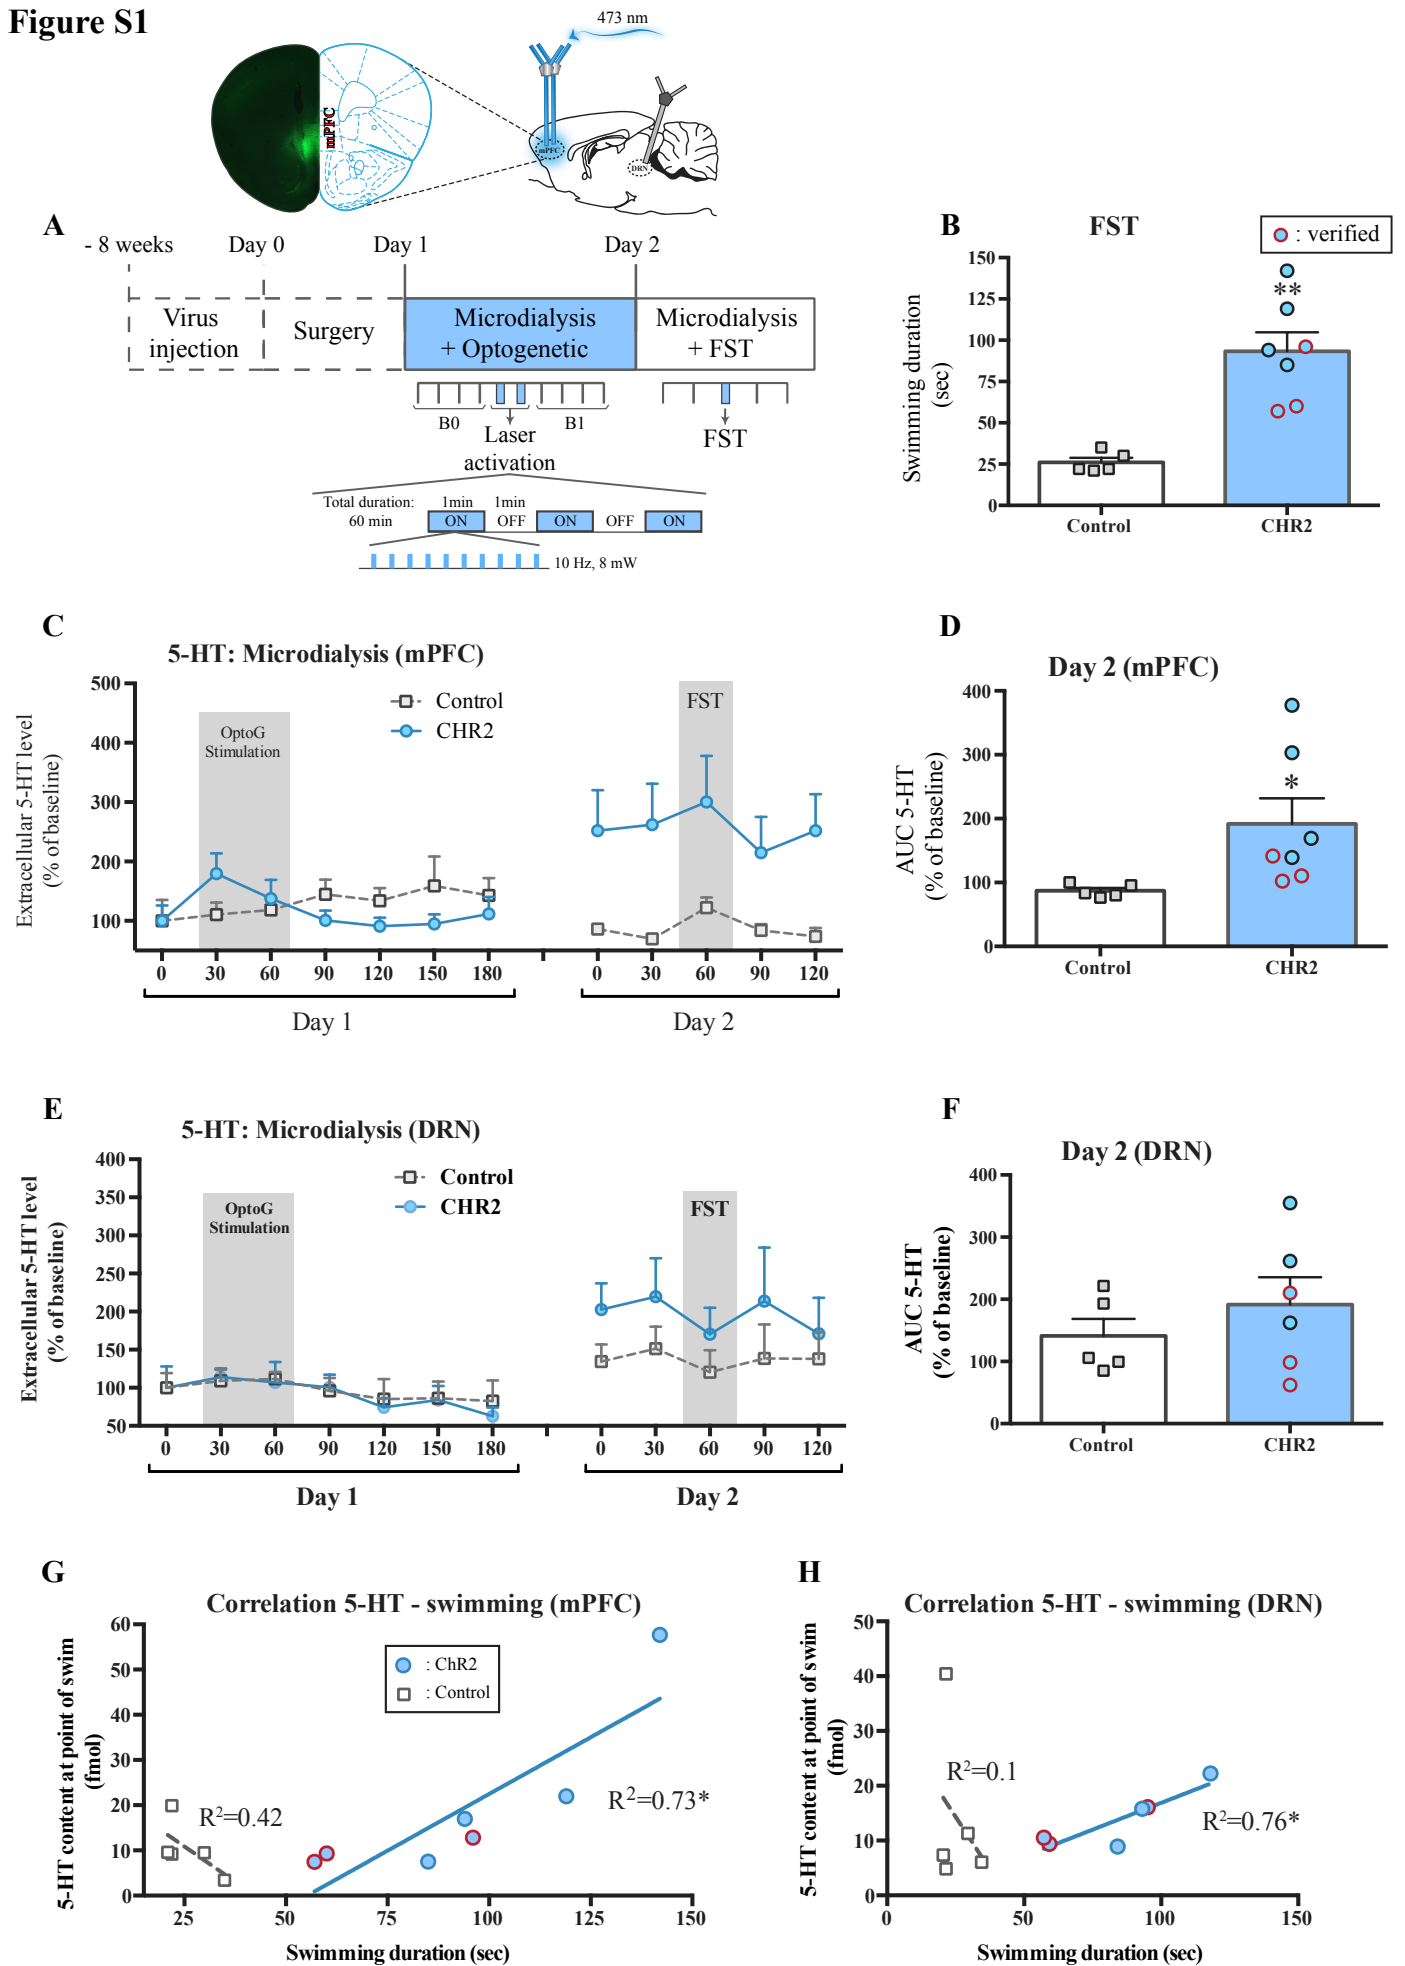 Figure S1
473 nm
mPFC
mPFC
DRN
A
- 8 weeks
Day 0
Day 1
Day 2
Virus
injection
Surgery
Microdialysis
+ Optogenetic
Microdialysis
+ FST
B0
B1
Laser
activation
FST
Total duration:
60 min
1min
1min
ON
OFF
ON
OFF
ON
10 Hz, 8 mW
B
FST
: verified
Swimming duration
(sec)
150
125
100
75
50
25
0
**
Control
CHR2
C
5-HT: Microdialysis (mPFC)
Extracellular 5-HT level
(% of baseline)
500
400
300
200
100
OptoG
Stimulation
Control
CHR2
FST
0 30 60 90 120 150 180
0 30 60 90 120
Day 1
Day 2
D
Day 2 (mPFC)
AUC 5-HT
(% of baseline)
400
300
200
100
0
*
Control
CHR2
E
5-HT: Microdialysis (DRN)
Extracellular 5-HT level
(% of baseline)
400
350
300
250
200
150
100
50
OptoG
Stimulation
Control
CHR2
FST
0 30 60 90 120 150 180
0 30 60 90 120
Day 1
Day 2
F
Day 2 (DRN)
AUC 5-HT
(% of baseline)
400
300
200
100
0
Control
CHR2
G
Correlation 5-HT - swimming (mPFC)
5-HT content at point of swim
(fmol)
60
50
40
30
20
10
0
: ChR2
: Control
R²=0.42
R²=0.73*
25 50 75 100 125 150
Swimming duration (sec)
H
Correlation 5-HT - swimming (DRN)
5-HT content at point of swim
(fmol)
50
40
30
20
10
0
R²=0.1
R²=0.76*
0 50 100 150
Swimming duration (sec)